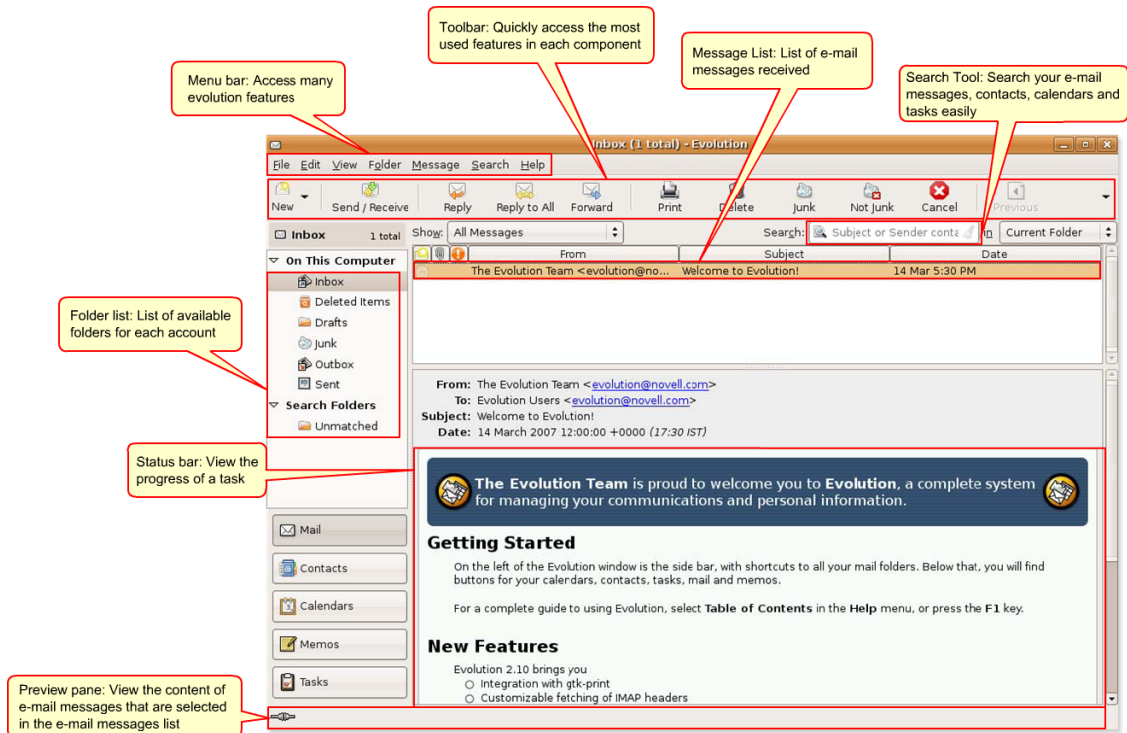 Toolbar: Quickly access the most
used features in each component
Message List: List of e-mail
messages received
Search Tool: Search your e-mail
messages, contacts, calendars and
tasks easily
Menu bar: Access many
evolution features
Inbox (1 total) - Evolution
File Edit View Folder Message Search Help
New Send / Receive Reply Reply to All Forward Print Delete Junk Not Junk Cancel Previous
Inbox 1 total
Show: All Messages Search: Subject or Sender conta in Current Folder
From Subject Date
The Evolution Team <evolution@no... Welcome to Evolution! 14 Mar 5:30 PM
On This Computer
Inbox
Deleted Items
Drafts
Junk
Outbox
Sent
Search Folders
Unmatched
Folder list: List of available
folders for each account
From: The Evolution Team <evolution@novell.com>
To: Evolution Users <evolution@novell.com>
Subject: Welcome to Evolution!
Date: 14 March 2007 12:00:00 +0000 (17:30 IST)
Status bar: View the
progress of a task
The Evolution Team is proud to welcome you to Evolution, a complete system
for managing your communications and personal information.
Getting Started
On the left of the Evolution window is the side bar, with shortcuts to all your mail folders. Below that, you will find
buttons for your calendars, contacts, tasks, mail and memos.
For a complete guide to using Evolution, select Table of Contents in the Help menu, or press the F1 key.
New Features
Evolution 2.10 brings you
Integration with gtk-print
Customizable fetching of IMAP headers
Mail
Contacts
Calendars
Memos
Tasks
Preview pane: View the content of
e-mail messages that are selected
in the e-mail messages list